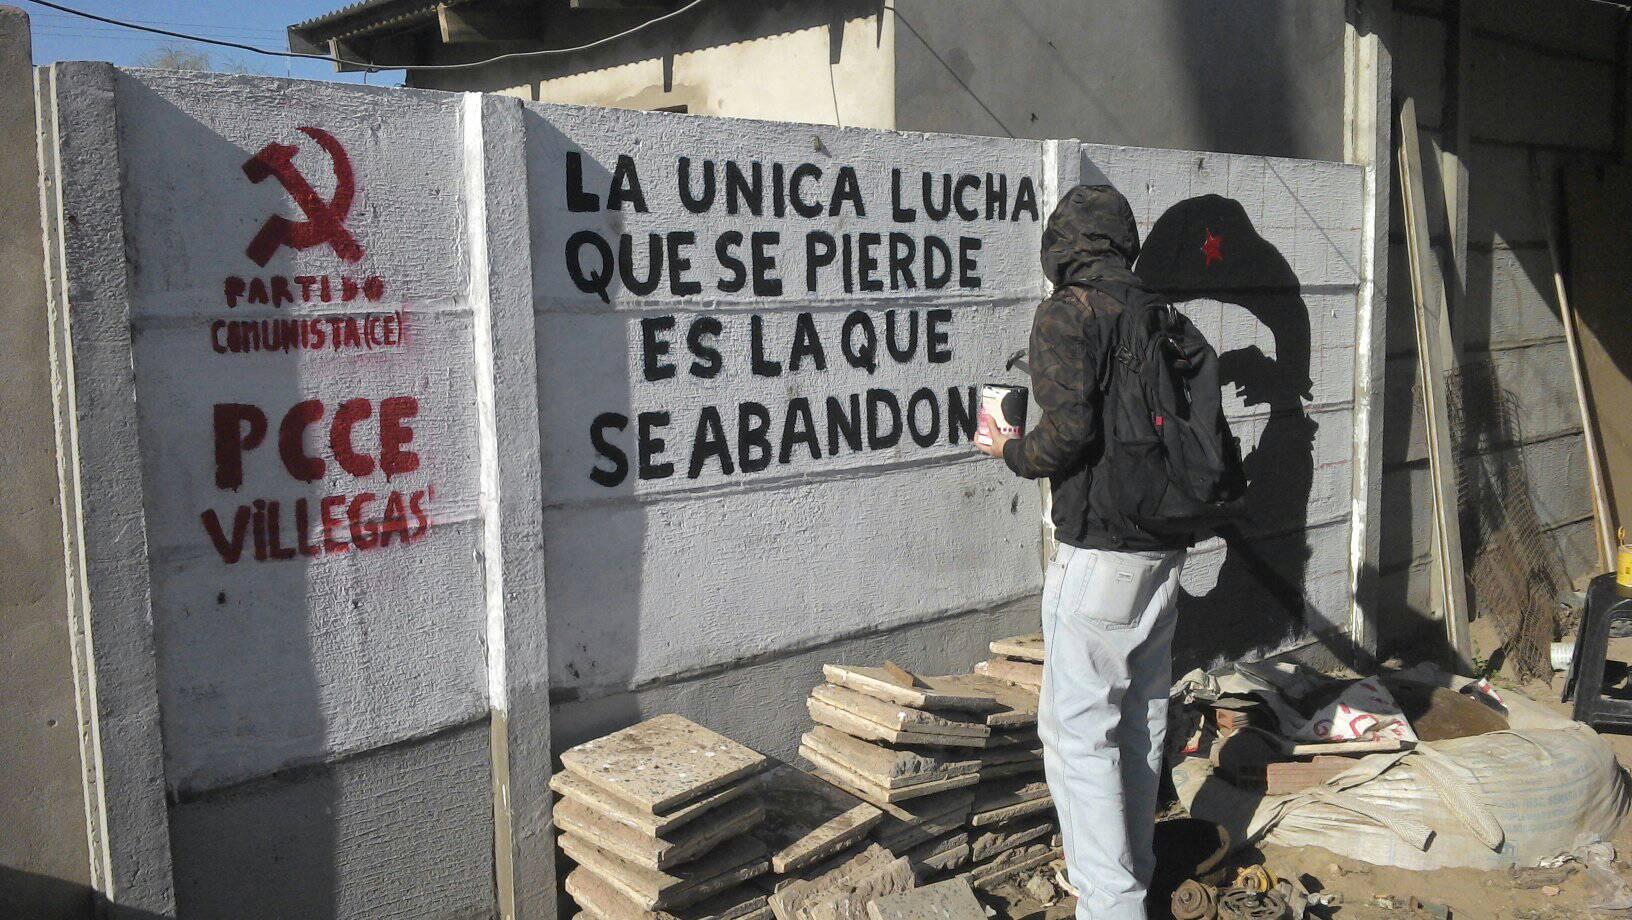 PARTIDO
COMUNISTA(CE)
PCCE
ViLLEGAS
LA UNICA LUCHA
QUE SE PIERDE
ES LA QUE
SE ABANDON